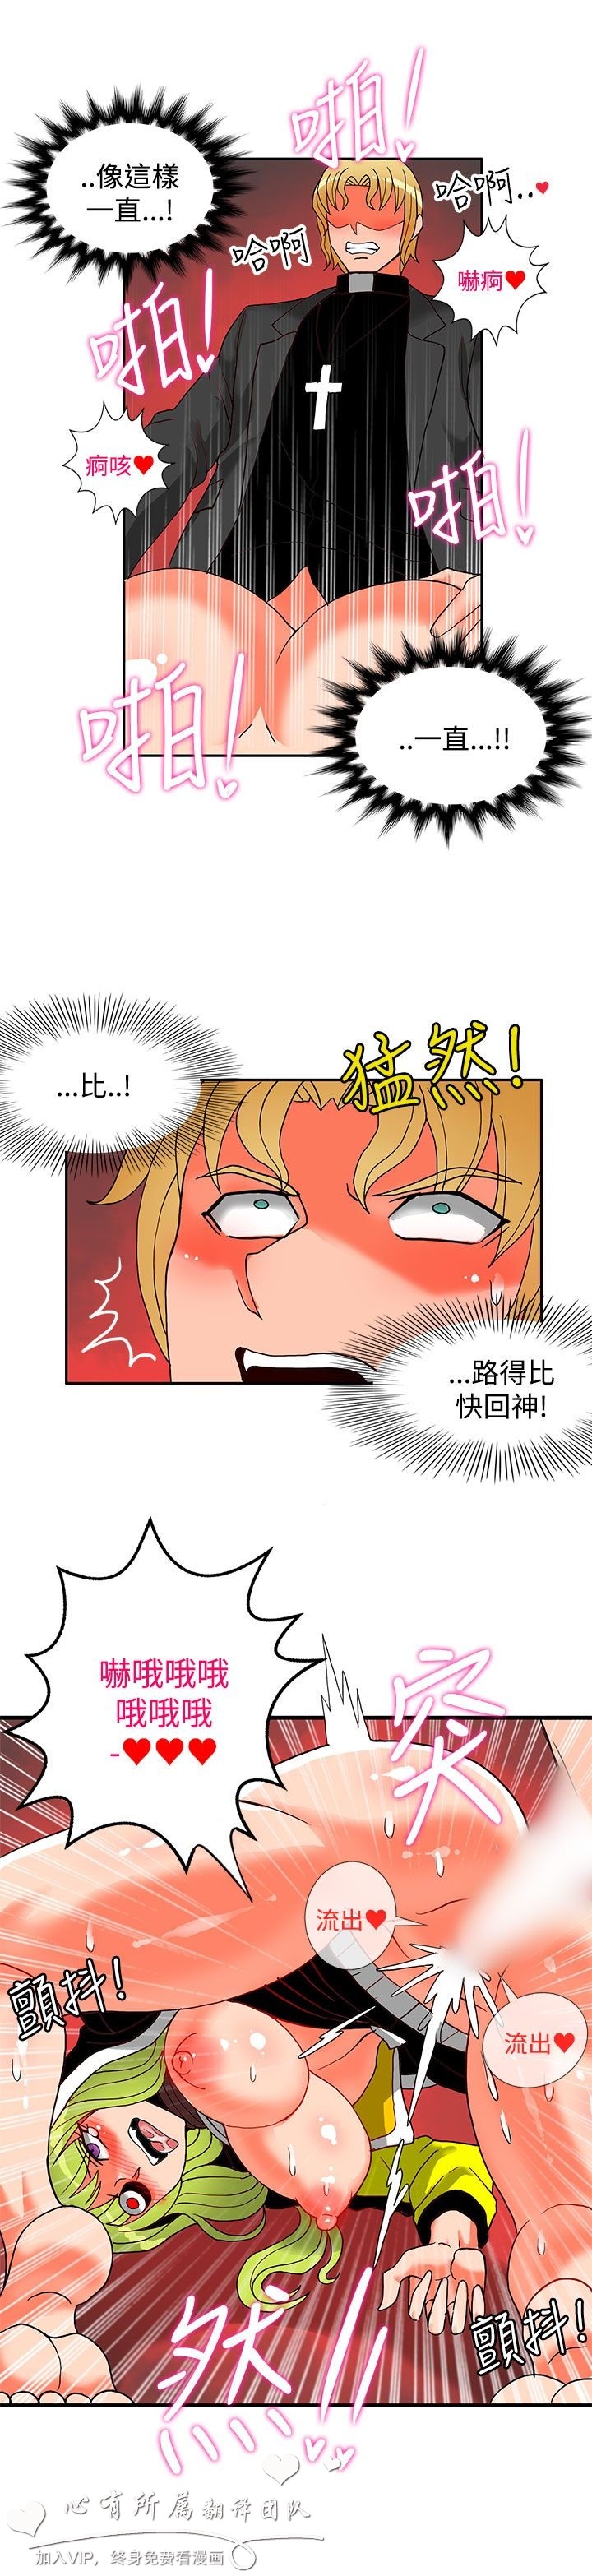 啪!
..像這樣
一直...!
哈啊..♥
哈啊
嚇痾♥
啪!
痾咳♥
啪!
啪!
..一直...!!
猛然!
...比..!
...路得比
快回神!
嚇哦哦哦
哦哦哦
-♥♥♥
突
流出♥
顫抖!
流出♥
顫抖!
然!!
心有所属翻译团队
加入VIP，终身免费看漫画